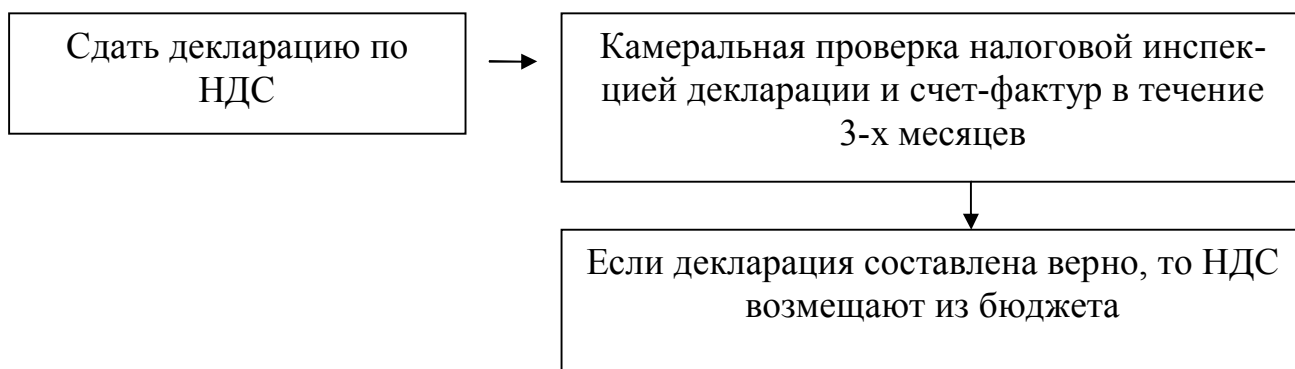 Сдать декларацию по
НДС
Камеральная проверка налоговой инспек-
цией декларации и счет-фактур в течение
3-х месяцев
Если декларация составлена верно, то НДС
возмещают из бюджета